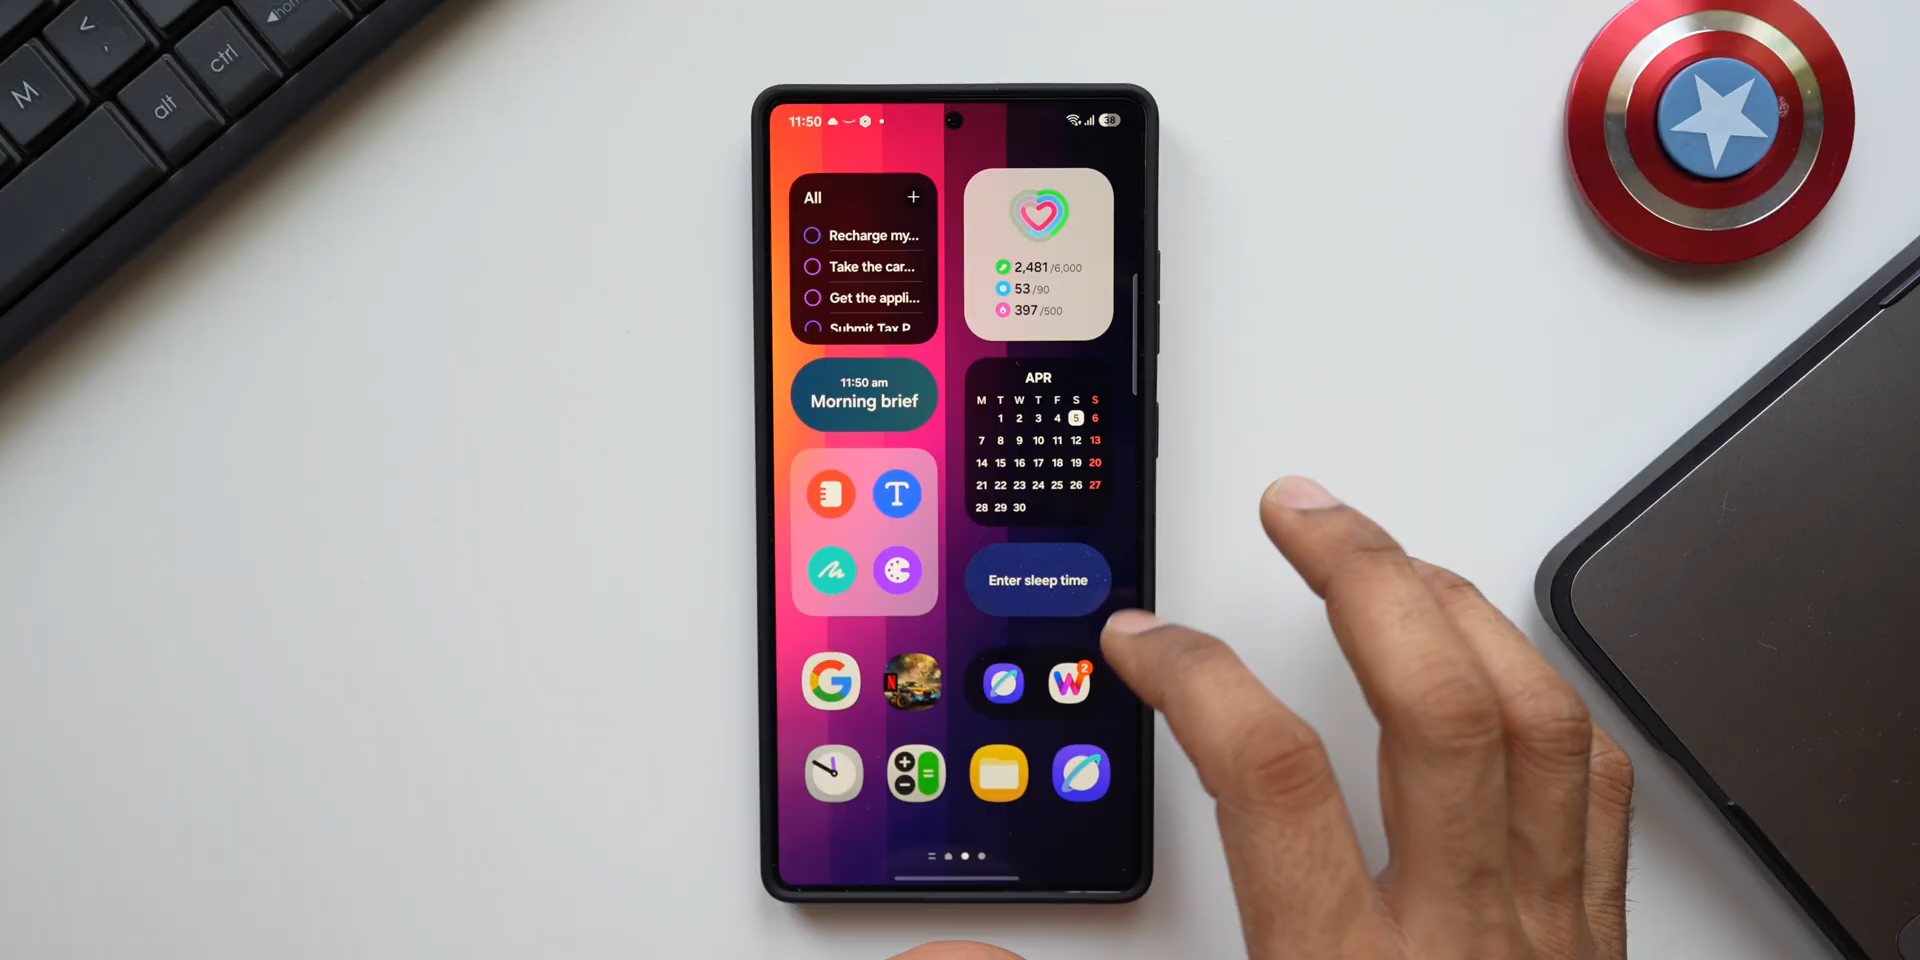 M
alt
ctrl
11:50
38
All +
Recharge my...
Take the car...
Get the appli...
Submit Tax P
2,481/6,000
53/90
397/500
11:50 am
Morning brief
APR
M T W T F S S
1 2 3 4 5 6
7 8 9 10 11 12 13
14 15 16 17 18 19 20
21 22 23 24 25 26 27
28 29 30
T
Enter sleep time
G
N
W
2